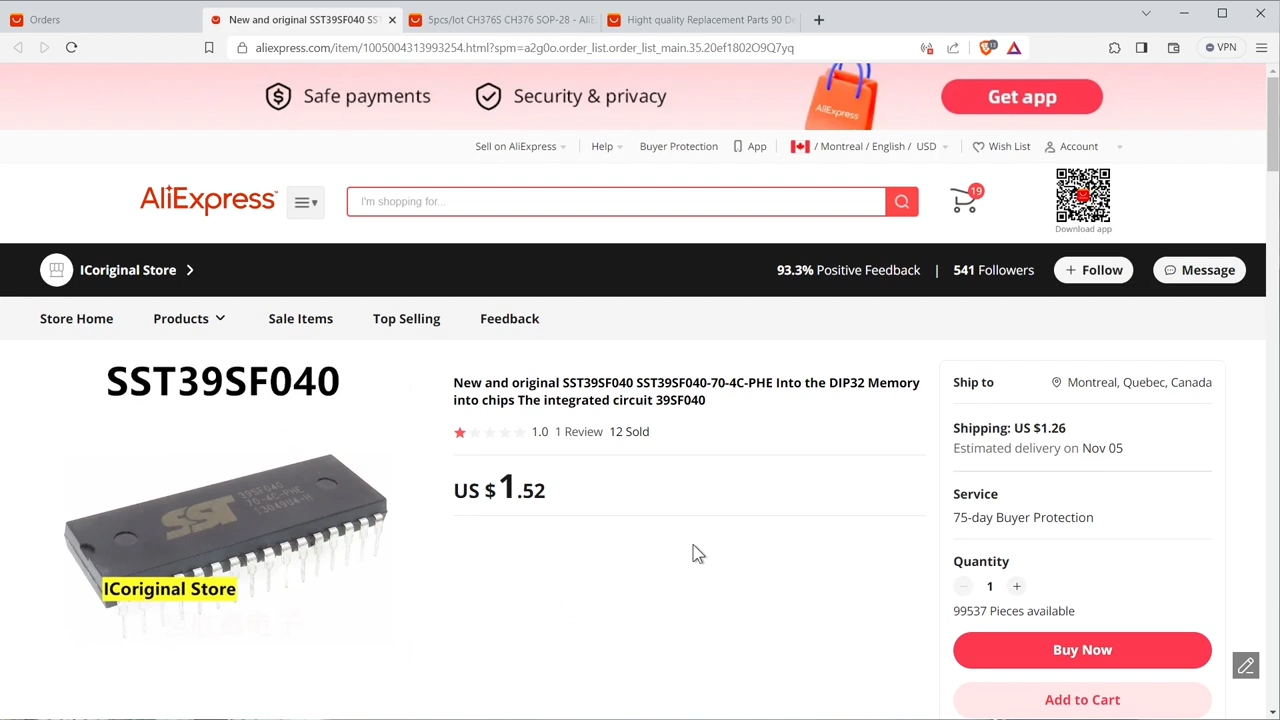 Orders
New and original SST39SF040 SS
5pcs/lot CH376S CH376 SOP-28 - AliE
Hight quality Replacement Parts 90 De
aliexpress.com/item/1005004313993254.html?spm=a2g0o.order_list.order_list_main.35.20ef1802O9Q7yq
VPN
Safe payments
Security & privacy
AliExpress
Get app
Sell on AliExpress
Help
Buyer Protection
App
/ Montreal / English / USD
Wish List
Account
AliExpress
I'm shopping for...
19
Download app
ICoriginal Store
93.3% Positive Feedback | 541 Followers
+ Follow
Message
Store Home
Products
Sale Items
Top Selling
Feedback
SST39SF040
SST
39SF040
70-4C-PHE
ICoriginal Store
New and original SST39SF040 SST39SF040-70-4C-PHE Into the DIP32 Memory
into chips The integrated circuit 39SF040
1.0 1 Review 12 Sold
US $1.52
Ship to
Montreal, Quebec, Canada
Shipping: US $1.26
Estimated delivery on Nov 05
Service
75-day Buyer Protection
Quantity
1
99537 Pieces available
Buy Now
Add to Cart